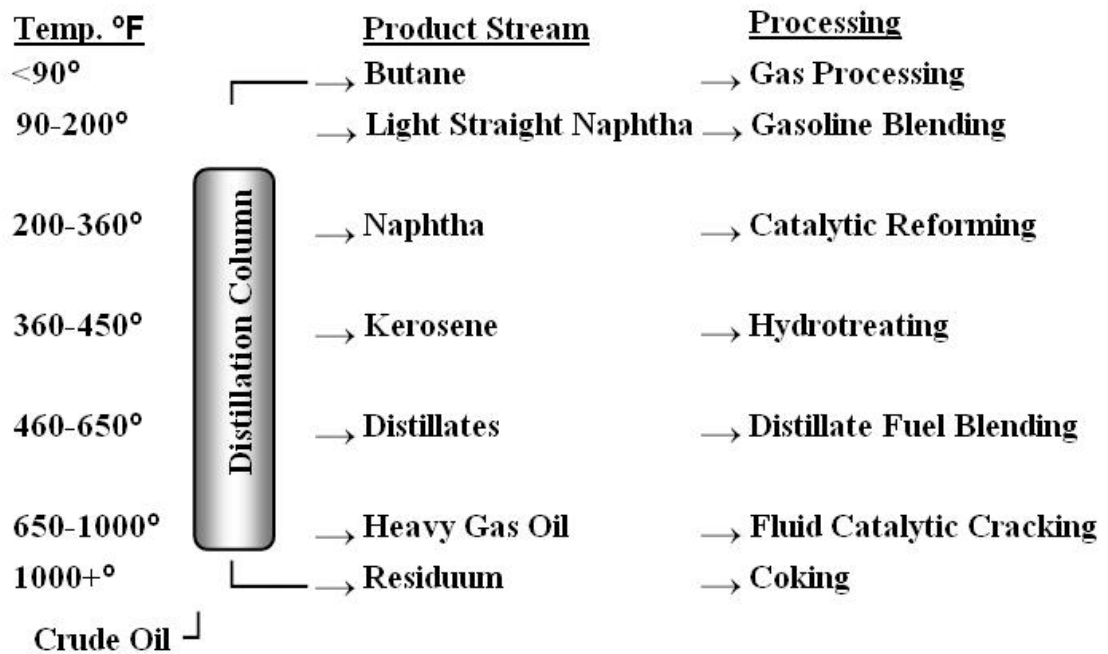 Temp. °F Product Stream Processing
<90° → Butane → Gas Processing
90-200° → Light Straight Naphtha → Gasoline Blending
200-360° → Naphtha → Catalytic Reforming
360-450° → Kerosene → Hydrotreating
460-650° → Distillates → Distillate Fuel Blending
650-1000° → Heavy Gas Oil → Fluid Catalytic Cracking
1000+° → Residuum → Coking
Distillation Column
Crude Oil